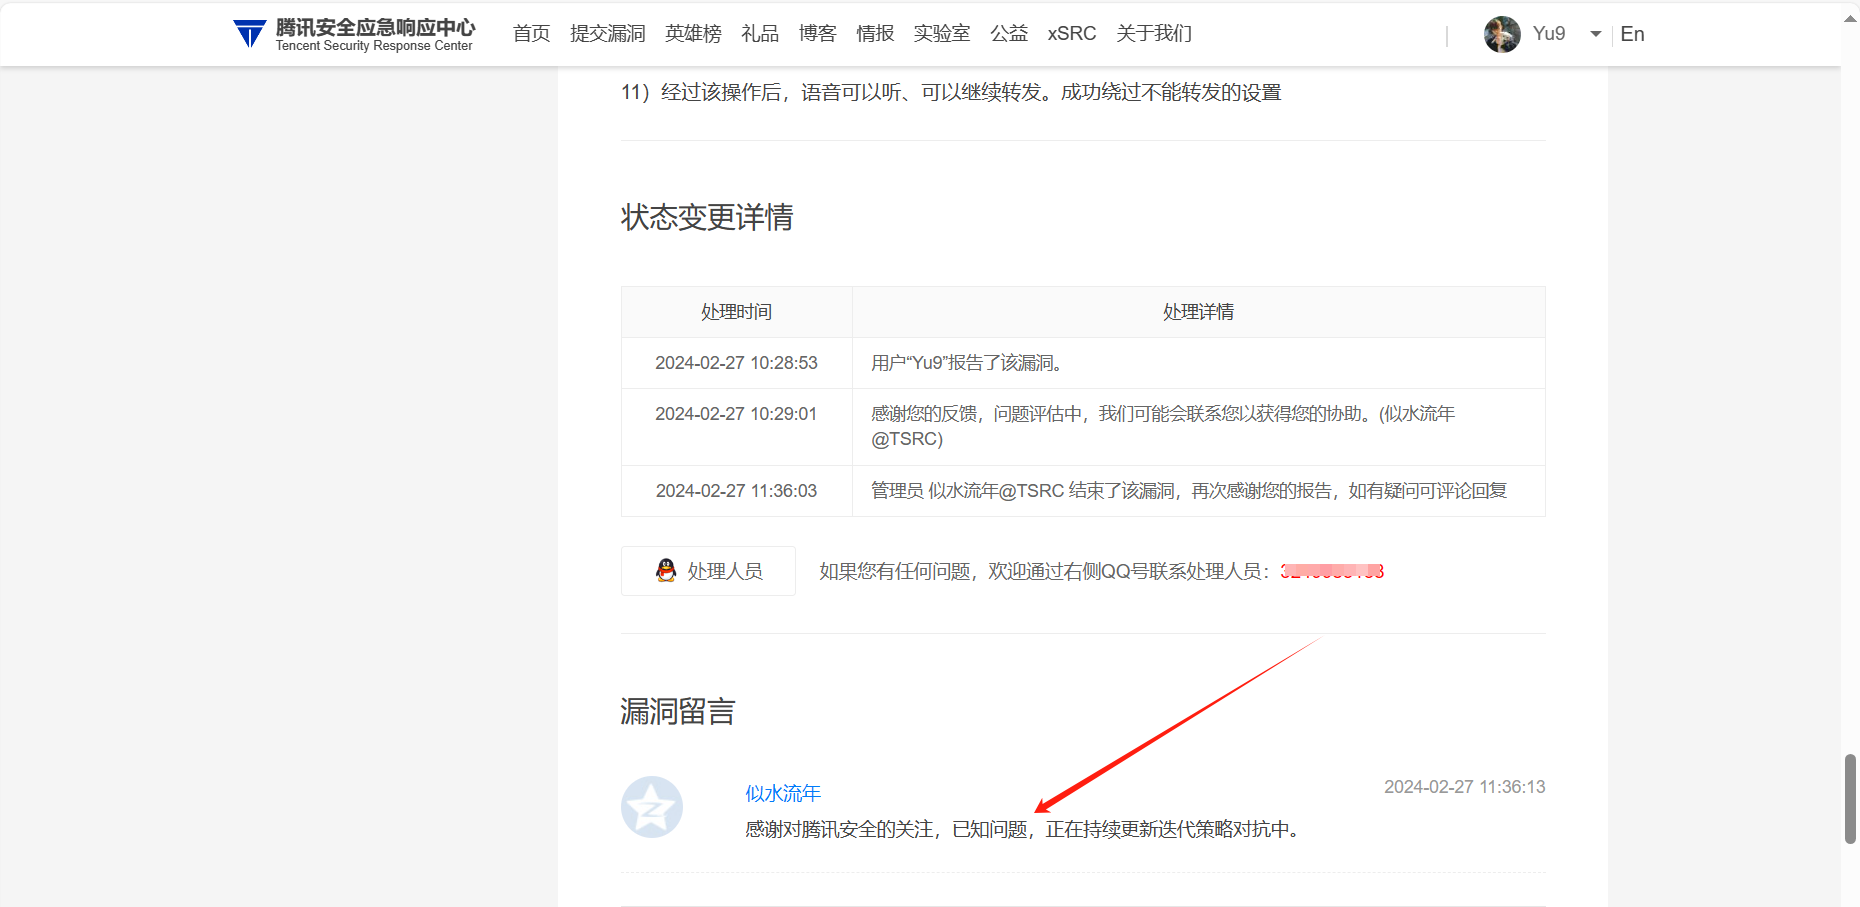 腾讯安全应急响应中心
Tencent Security Response Center
首页 提交漏洞 英雄榜 礼品 博客 情报 实验室 公益 xSRC 关于我们
Yu9 En
11）经过该操作后，语音可以听、可以继续转发。成功绕过不能转发的设置
状态变更详情
处理时间 处理详情
2024-02-27 10:28:53 用户“Yu9”报告了该漏洞。
2024-02-27 10:29:01 感谢您的反馈，问题评估中，我们可能会联系您以获得您的协助。(似水流年
@TSRC)
2024-02-27 11:36:03 管理员 似水流年@TSRC 结束了该漏洞，再次感谢您的报告，如有疑问可评论回复
处理人员 如果您有任何问题，欢迎通过右侧QQ号联系处理人员：
漏洞留言
似水流年 2024-02-27 11:36:13
感谢对腾讯安全的关注，已知问题，正在持续更新迭代策略对抗中。